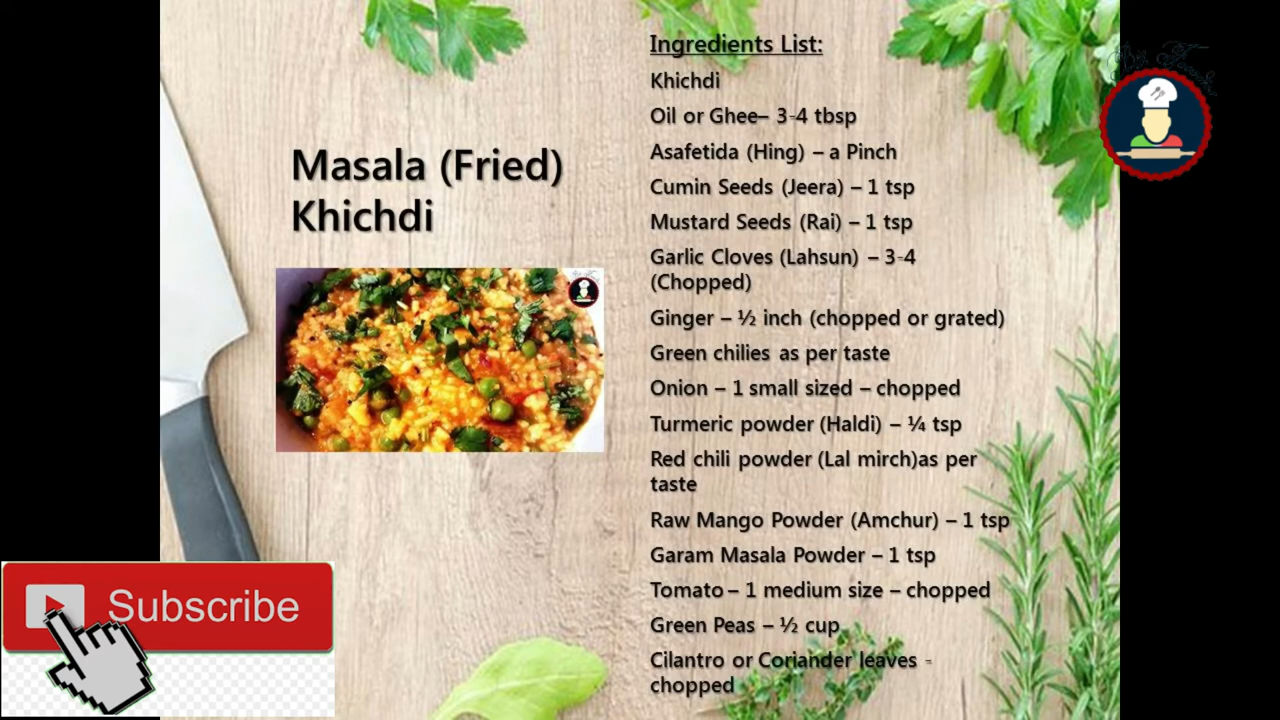 Masala (Fried)
Khichdi
Ingredients List:
Khichdi
Oil or Ghee– 3-4 tbsp
Asafetida (Hing) – a Pinch
Cumin Seeds (Jeera) – 1 tsp
Mustard Seeds (Rai) – 1 tsp
Garlic Cloves (Lahsun) – 3-4
(Chopped)
Ginger – ½ inch (chopped or grated)
Green chilies as per taste
Onion – 1 small sized – chopped
Turmeric powder (Haldi) – ¼ tsp
Red chili powder (Lal mirch)as per
taste
Raw Mango Powder (Amchur) – 1 tsp
Garam Masala Powder – 1 tsp
Tomato – 1 medium size – chopped
Green Peas – ½ cup
Cilantro or Coriander leaves -
chopped
Subscribe